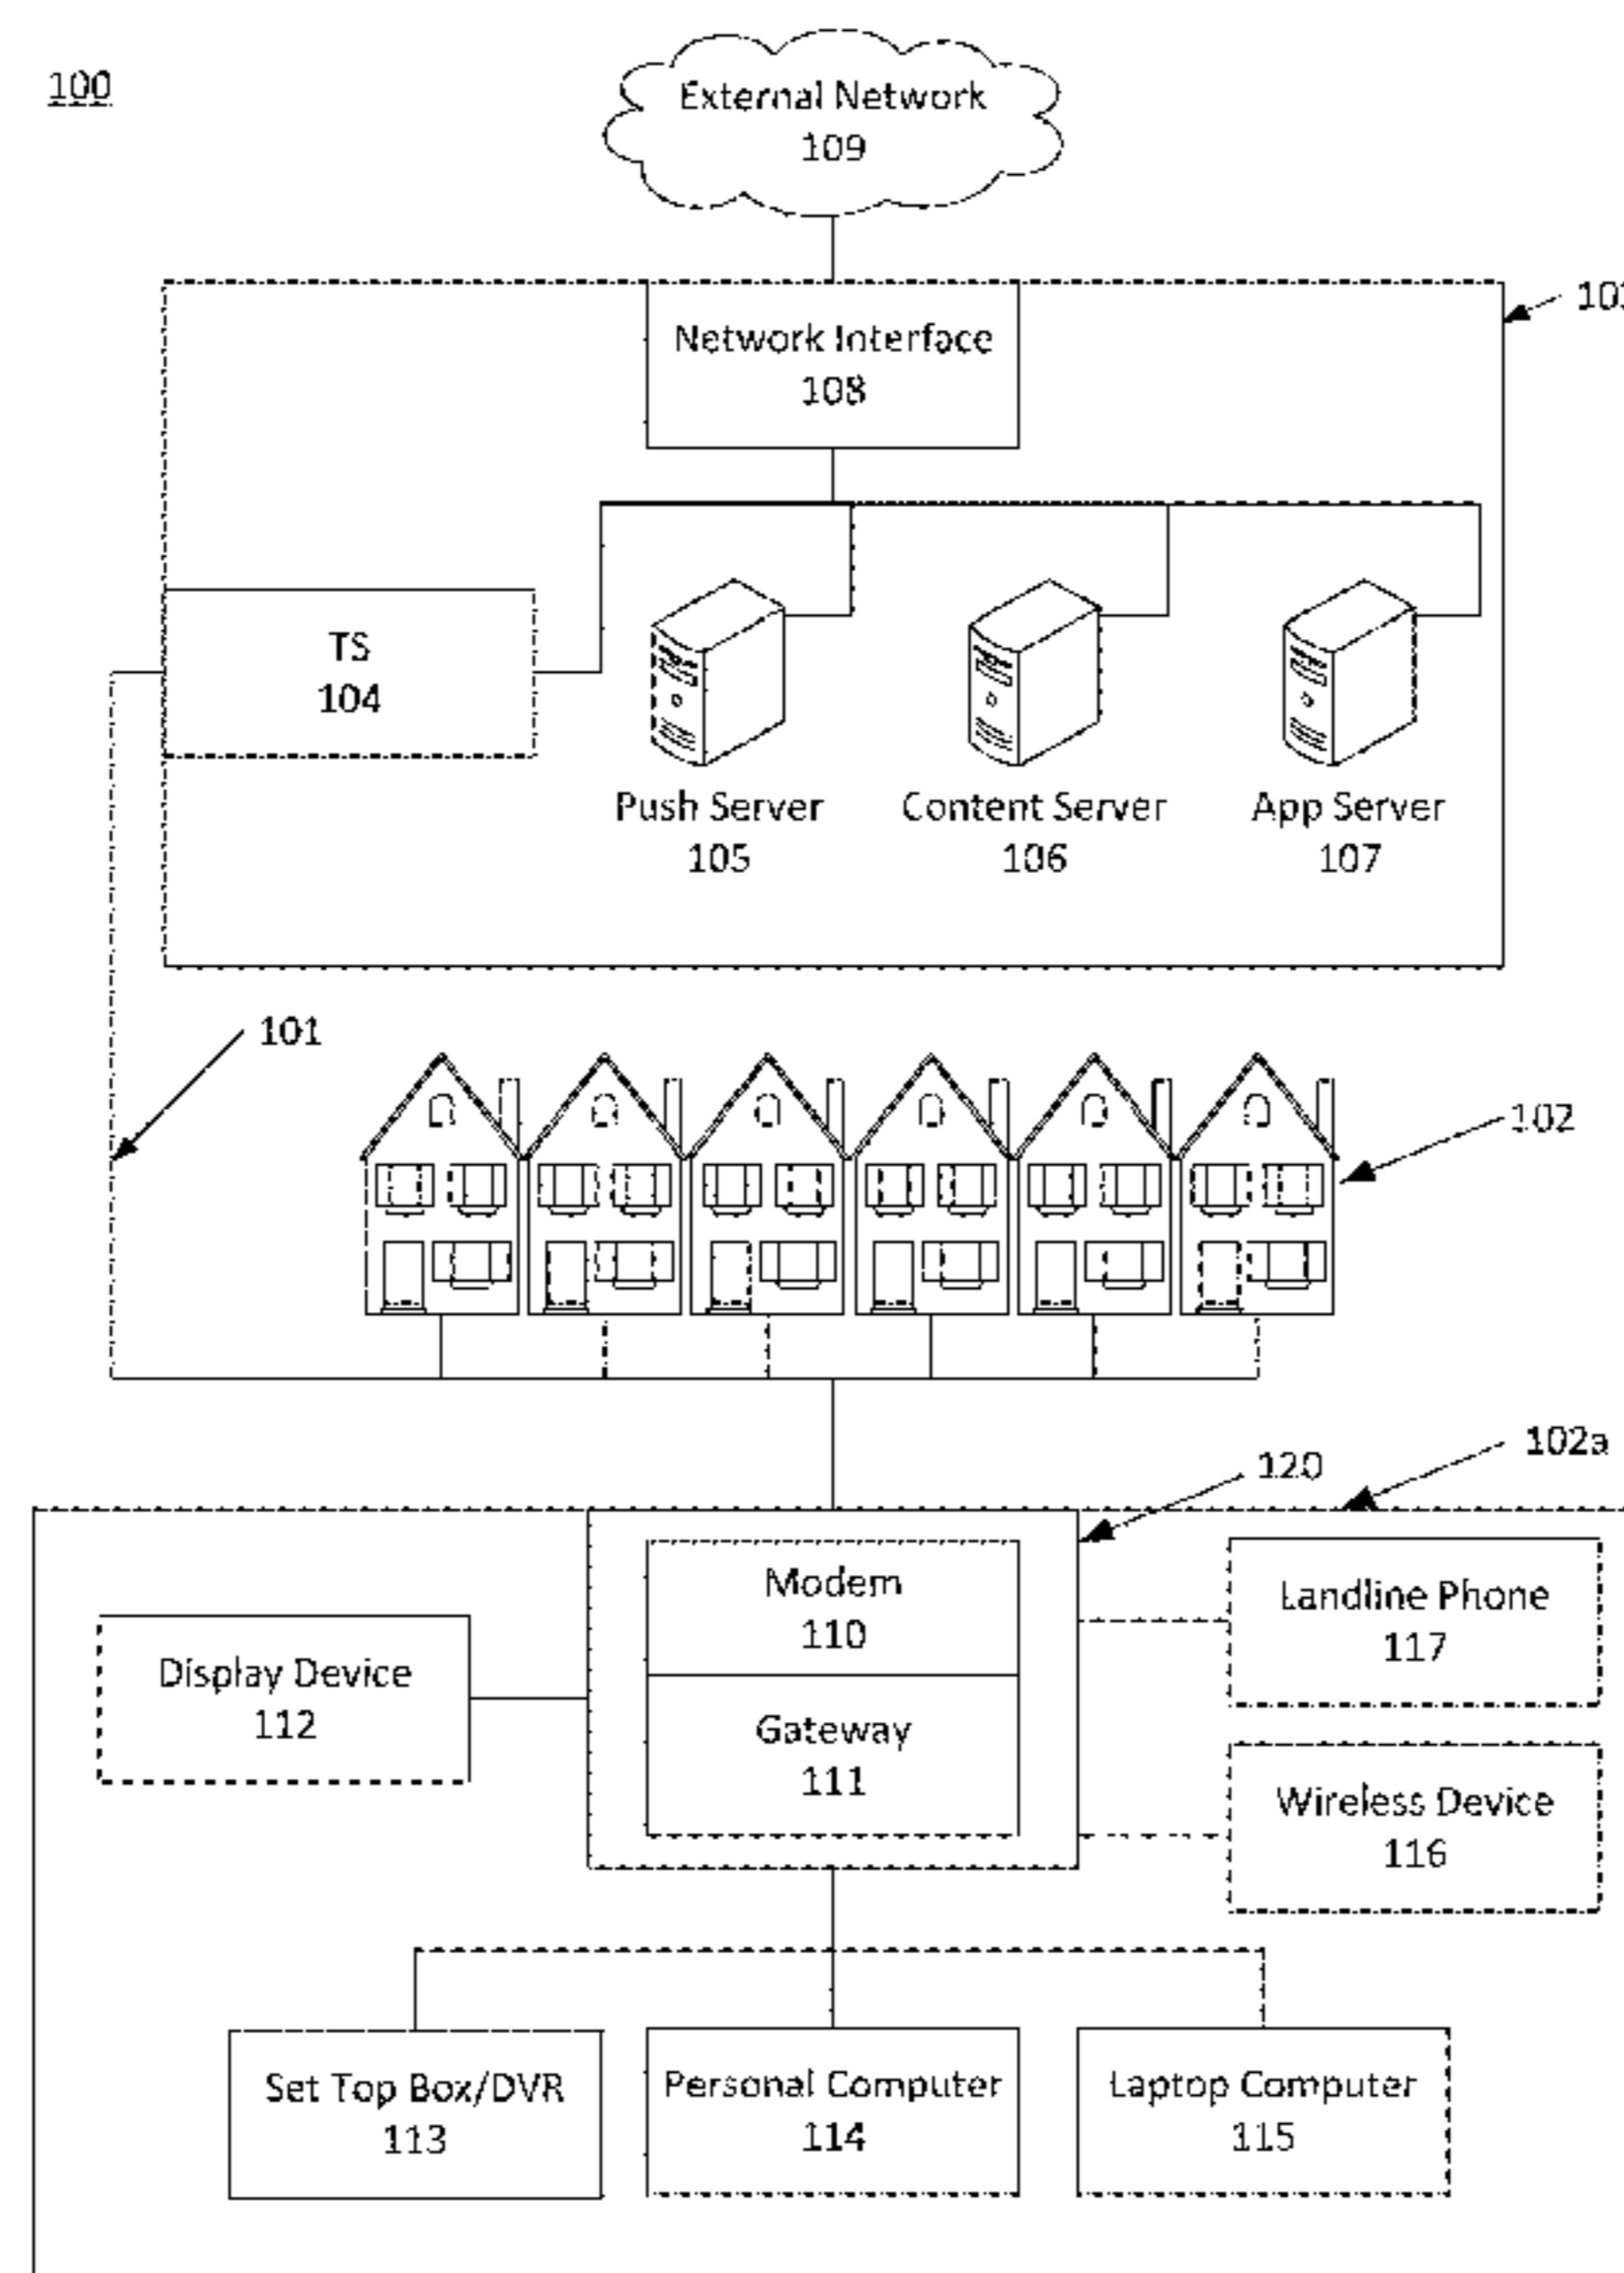 100
External Network
109
Network Interface
108
TS
104
Push Server
105
Content Server
106
App Server
107
101
102
102a
120
Modem
110
Gateway
111
Display Device
112
Landline Phone
117
Wireless Device
116
Set Top Box/DVR
113
Personal Computer
114
Laptop Computer
115